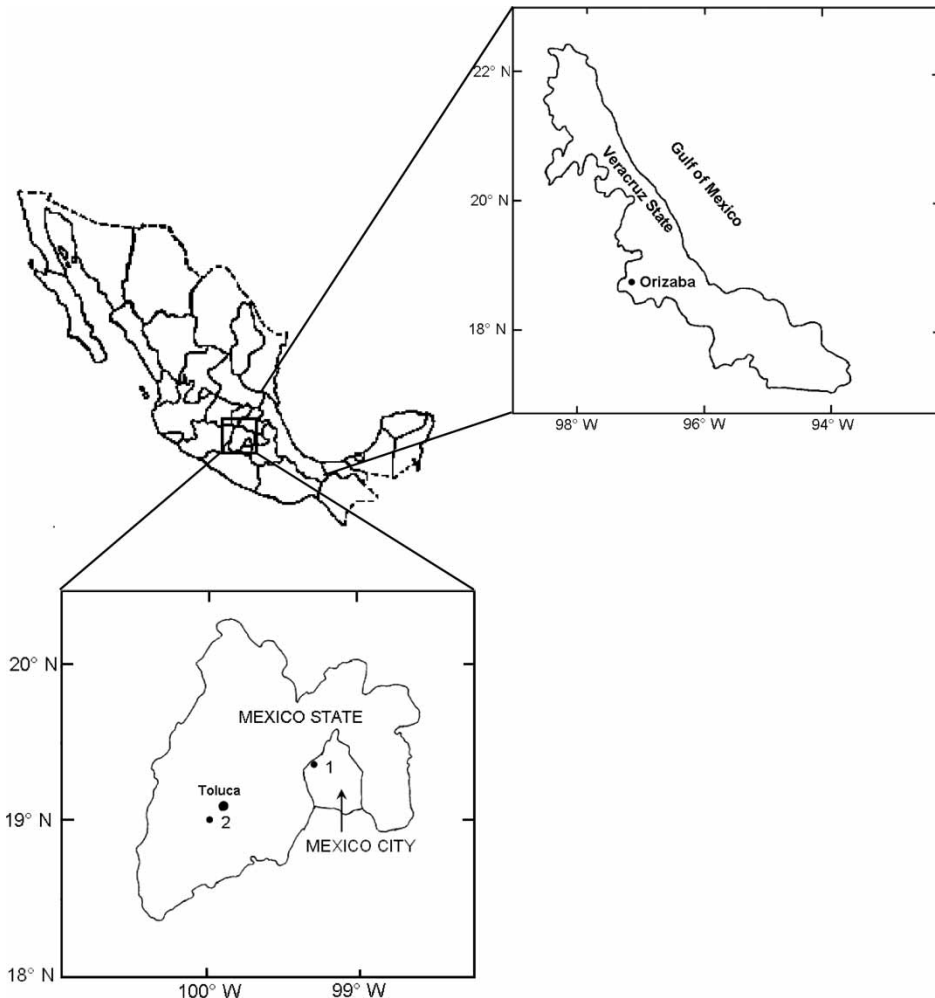 22° N
20° N
18° N
98° W
96° W
94° W
Gulf of Mexico
Veracruz State
Orizaba
20° N
19° N
18° N
100° W
99° W
MEXICO STATE
1
Toluca
2
MEXICO CITY